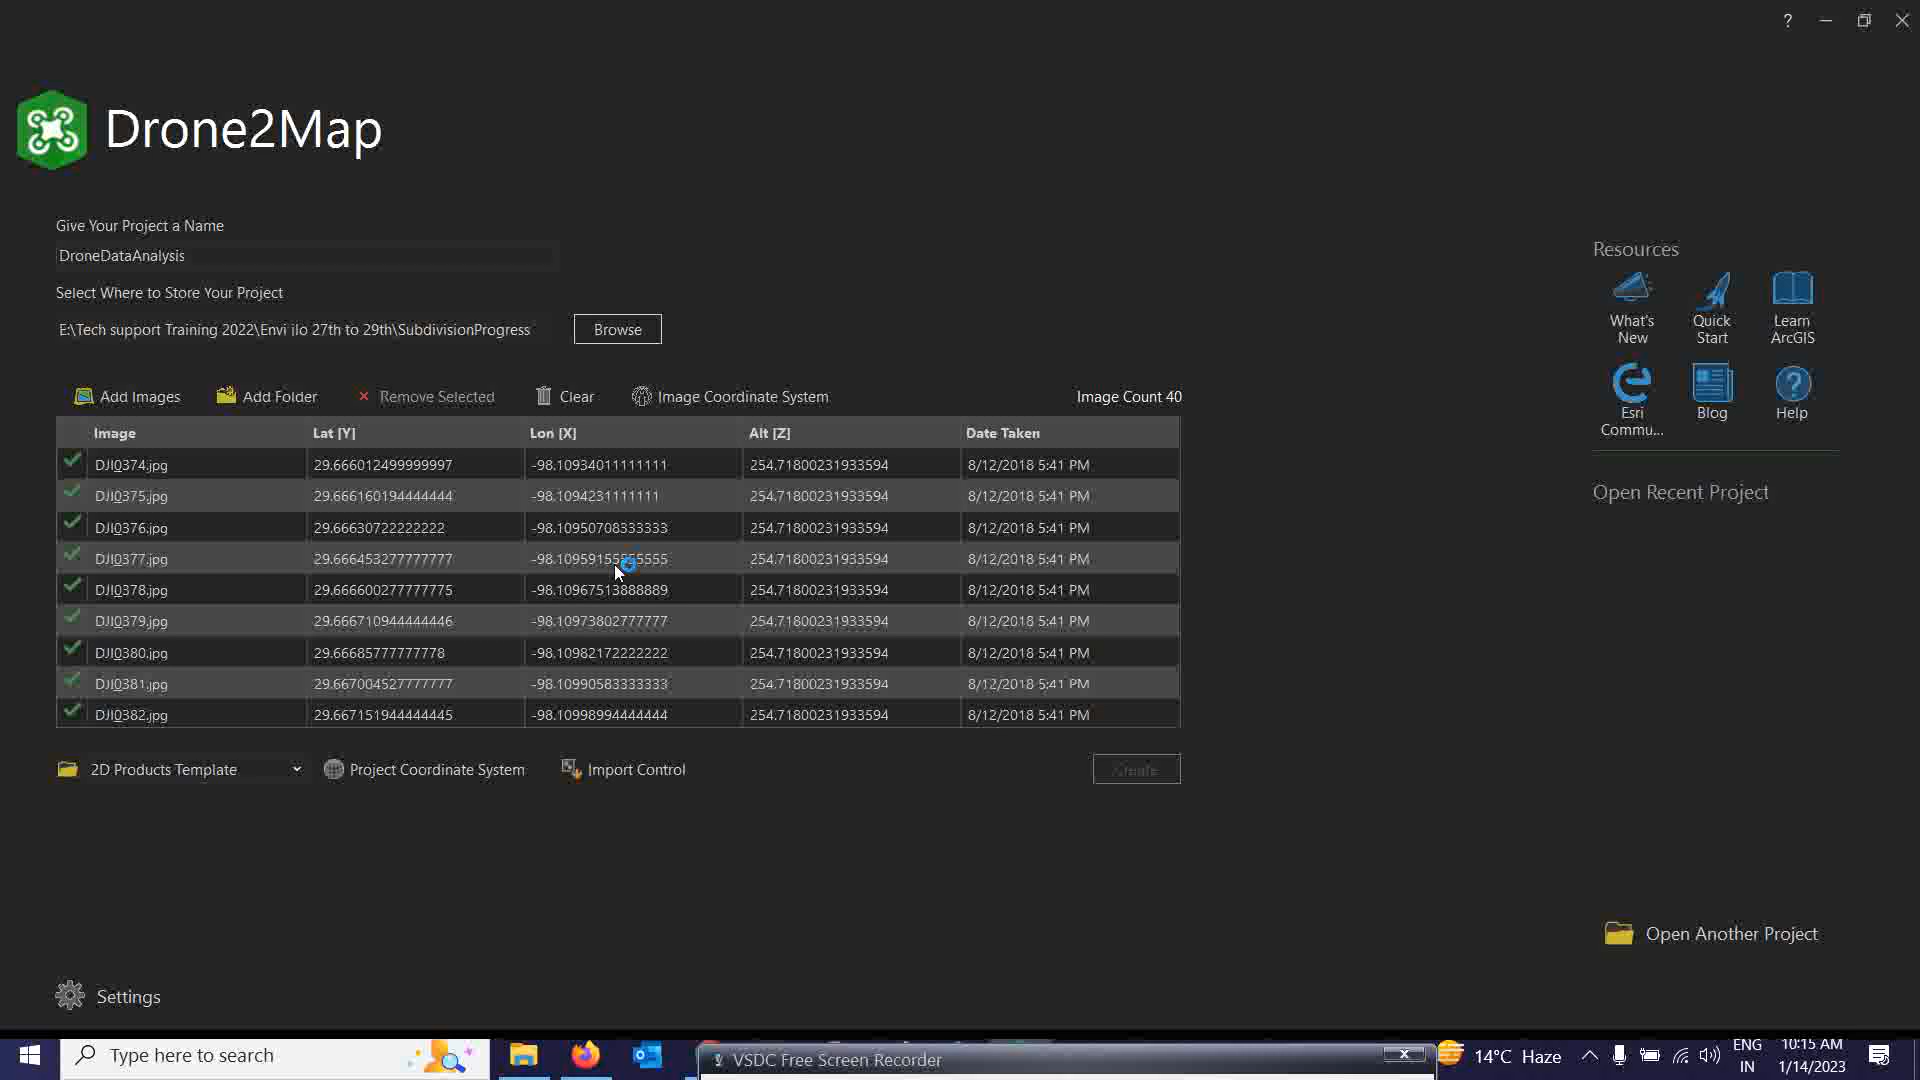 ?
Drone2Map
Give Your Project a Name
DroneDataAnalysis
Select Where to Store Your Project
E:\Tech support Training 2022\Envi ilo 27th to 29th\SubdivisionProgress
Browse
Add Images Add Folder Remove Selected Clear Image Coordinate System Image Count 40
Image Lat [Y] Lon [X] Alt [Z] Date Taken
DJI0374.jpg 29.666012499999997 -98.10934011111111 254.71800231933594 8/12/2018 5:41 PM
DJI0375.jpg 29.666160194444444 -98.1094231111111 254.71800231933594 8/12/2018 5:41 PM
DJI0376.jpg 29.66630722222222 -98.10950708333333 254.71800231933594 8/12/2018 5:41 PM
DJI0377.jpg 29.666453277777777 -98.10959155555555 254.71800231933594 8/12/2018 5:41 PM
DJI0378.jpg 29.666600277777775 -98.10967513888889 254.71800231933594 8/12/2018 5:41 PM
DJI0379.jpg 29.666710944444446 -98.10973802777777 254.71800231933594 8/12/2018 5:41 PM
DJI0380.jpg 29.66685777777778 -98.10982172222222 254.71800231933594 8/12/2018 5:41 PM
DJI0381.jpg 29.667004527777777 -98.10990583333333 254.71800231933594 8/12/2018 5:41 PM
DJI0382.jpg 29.667151944444445 -98.10998994444444 254.71800231933594 8/12/2018 5:41 PM
2D Products Template Project Coordinate System Import Control Create
Settings
Resources
What's New
Quick Start
Learn ArcGIS
Esri Commu...
Blog
Help
Open Recent Project
Open Another Project
Type here to search
VSDC Free Screen Recorder
14°C Haze
ENG
IN
10:15 AM
1/14/2023